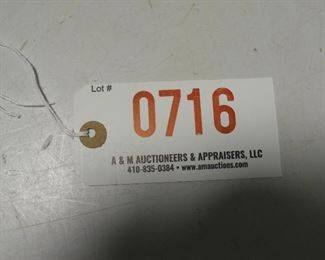 Lot #
0716
A & M AUCTIONEERS & APPRAISERS, LLC
410-835-0384 • www.amauctions.com